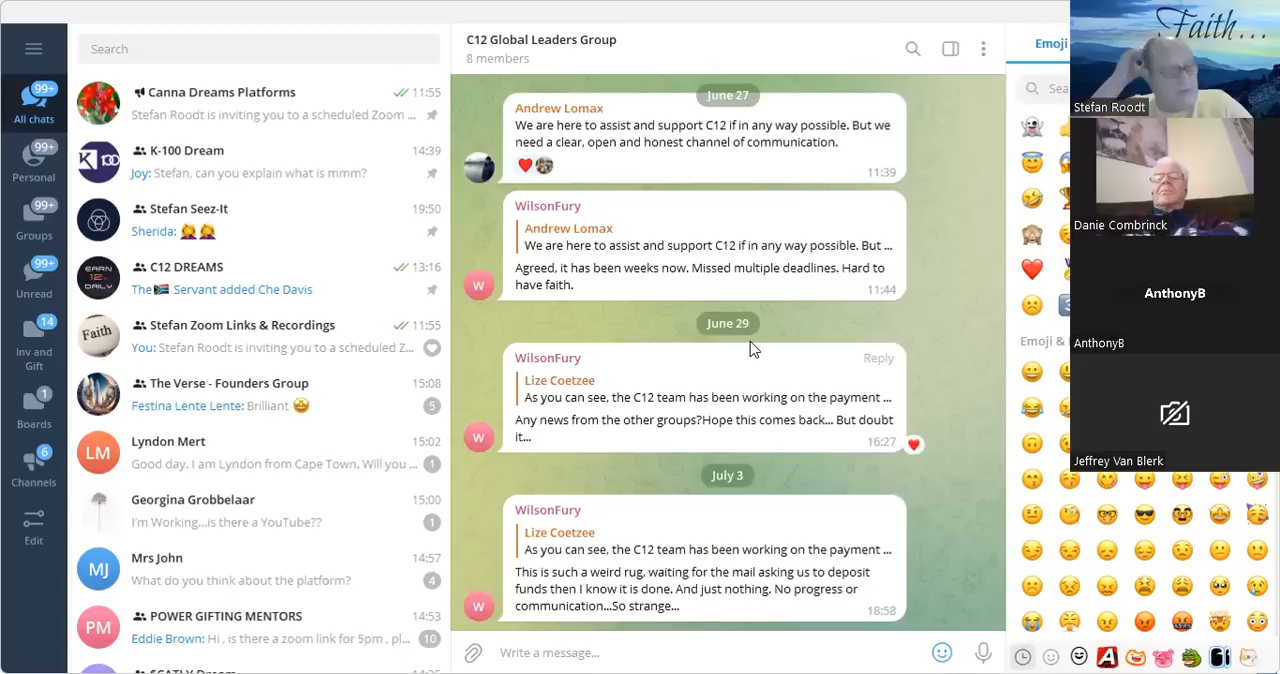 Search
99+
All chats
99+
Personal
99+
Groups
99+
Unread
14
Inv and
Gift
1
Boards
6
Channels
Edit
Canna Dreams Platforms
11:55
Stefan Roodt is inviting you to a scheduled Zoom ...
K-100 Dream
14:39
Joy: Stefan, can you explain what is mmm?
K 100
Stefan Seez-It
19:50
Sherida: 🤦‍♀️🤦‍♀️
C12 DREAMS
13:16
The🇿🇦 Servant added Che Davis
EARN
12%
DAILY
Stefan Zoom Links & Recordings
11:55
You: Stefan Roodt is inviting you to a scheduled Z...
Faith
The Verse - Founders Group
15:08
Festina Lente Lente: Brilliant 🤩
5
LM
Lyndon Mert
15:02
Good day. I am Lyndon from Cape Town. Will you ...
1
Georgina Grobbelaar
15:00
I'm Working...is there a YouTube??
1
MJ
Mrs John
14:57
What do you think about the platform?
4
PM
POWER GIFTING MENTORS
14:53
Eddie Brown: Hi , is there a zoom link for 5pm , pl...
10
C12 Global Leaders Group
8 members
June 27
Andrew Lomax
We are here to assist and support C12 if in any way possible. But we
need a clear, open and honest channel of communication.
11:39
WilsonFury
Andrew Lomax
We are here to assist and support C12 if in any way possible. But ...
Agreed, it has been weeks now. Missed multiple deadlines. Hard to
have faith.
11:44
W
June 29
WilsonFury
Reply
Lize Coetzee
As you can see, the C12 team has been working on the payment ...
Any news from the other groups?Hope this comes back... But doubt
it...
16:27
W
July 3
WilsonFury
Lize Coetzee
As you can see, the C12 team has been working on the payment ...
This is such a weird rug, waiting for the mail asking us to deposit
funds then I know it is done. And just nothing. No progress or
communication...So strange...
18:58
W
Write a message...
Emoji
Sea
Emoji &
Faith...
Stefan Roodt
Danie Combrinck
AnthonyB
AnthonyB
Jeffrey Van Blerk